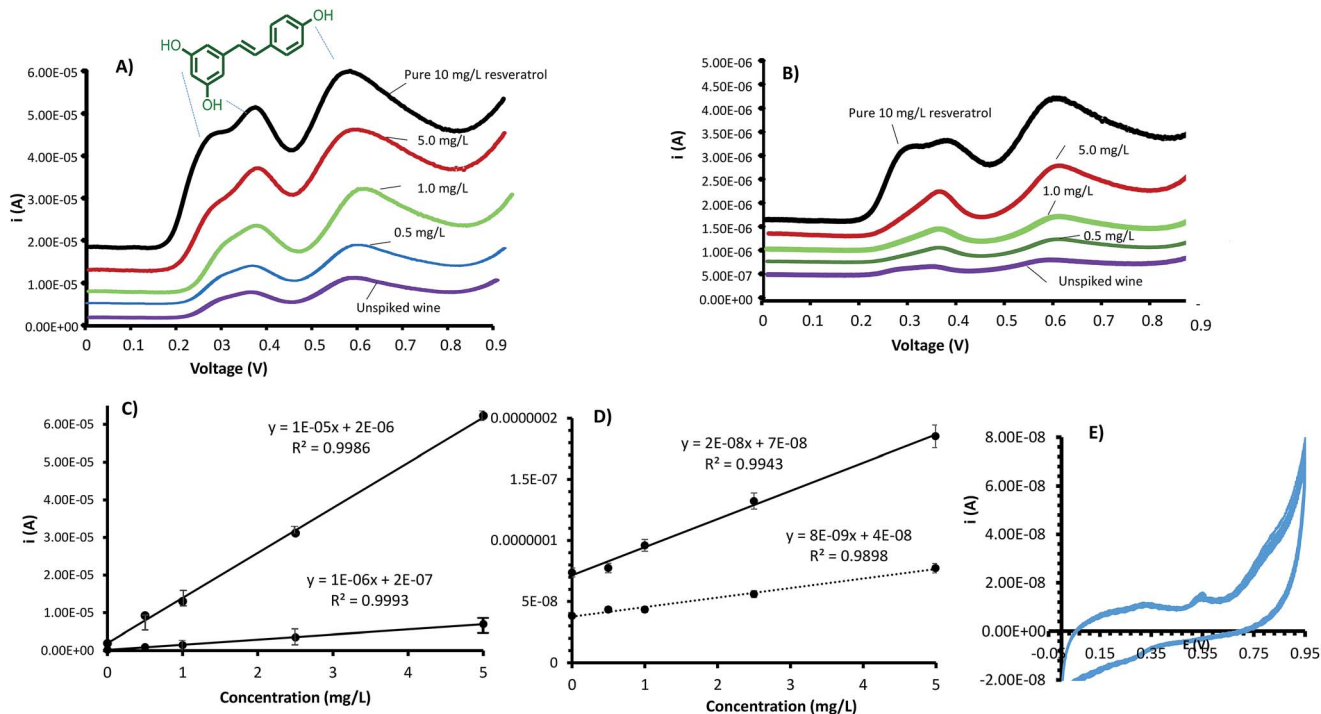 HO
OH
OH
A)
6.00E-05
5.00E-05
4.00E-05
3.00E-05
2.00E-05
1.00E-05
0.00E+00
i (A)
Pure 10 mg/L resveratrol
5.0 mg/L
1.0 mg/L
0.5 mg/L
Unspiked wine
0 0.1 0.2 0.3 0.4 0.5 0.6 0.7 0.8 0.9
Voltage (V)
B)
5.00E-06
4.50E-06
4.00E-06
3.50E-06
3.00E-06
2.50E-06
2.00E-06
1.50E-06
1.00E-06
5.00E-07
0.00E+00
i (A)
Pure 10 mg/L resveratrol
5.0 mg/L
1.0 mg/L
0.5 mg/L
Unspiked wine
0 0.1 0.2 0.3 0.4 0.5 0.6 0.7 0.8 0.9
Voltage (V)
C)
6.00E-05
5.00E-05
4.00E-05
3.00E-05
2.00E-05
1.00E-05
0.00E+00
i (A)
y = 1E-05x + 2E-06
R² = 0.9986
y = 1E-06x + 2E-07
R² = 0.9993
0 1 2 3 4 5
Concentration (mg/L)
D)
0.0000002
1.5E-07
0.0000001
5E-08
0
y = 2E-08x + 7E-08
R² = 0.9943
y = 8E-09x + 4E-08
R² = 0.9898
0 1 2 3 4 5
Concentration (mg/L)
E)
8.00E-08
6.00E-08
4.00E-08
2.00E-08
0.00E+00
-2.00E-08
i (A)
-0.05 0.15 0.35 0.55 0.75 0.95
E (V)